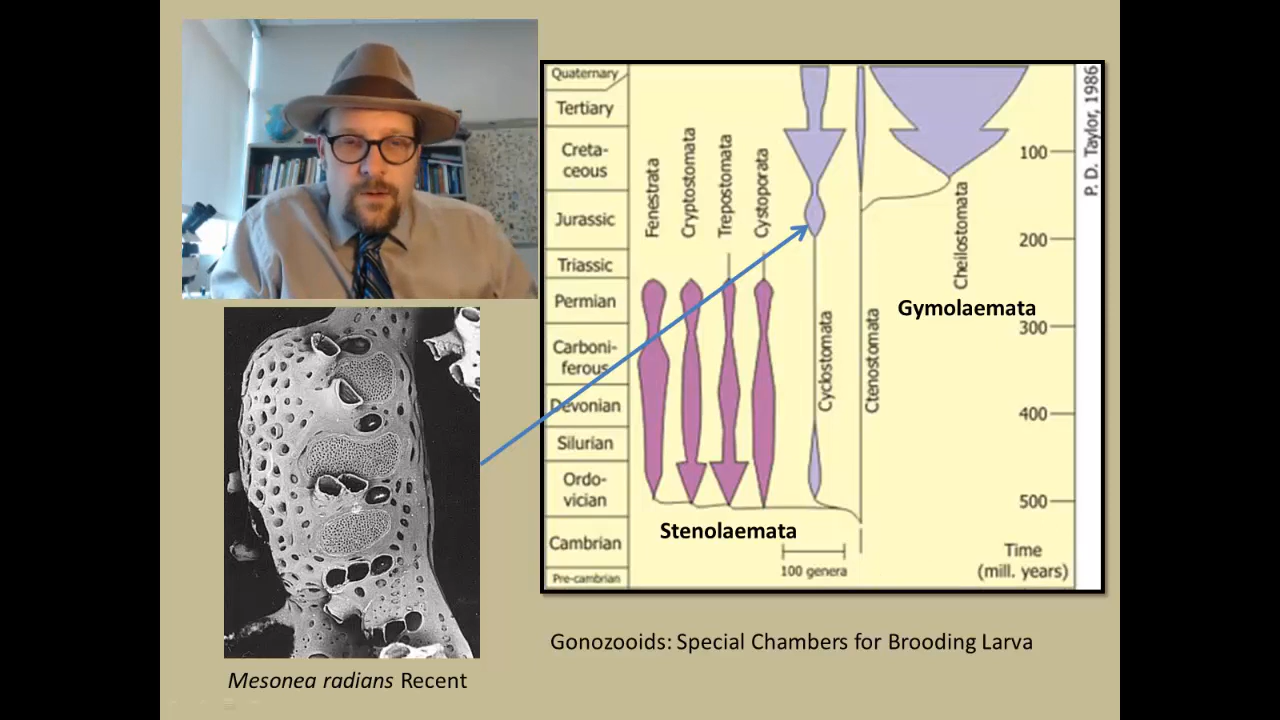 Quaternary
Tertiary
Creta-
ceous
Jurassic
Triassic
Permian
Carboni-
ferous
Devonian
Silurian
Ordo-
vician
Cambrian
Pre-cambrian
Fenestrata
Cryptostomata
Trepostomata
Cystoporata
Cyclostomata
Ctenostomata
Cheilostomata
Gymolaemata
Stenolaemata
100 genera
100
200
300
400
500
Time
(mill. years)
P. D. Taylor, 1986
Gonozooids: Special Chambers for Brooding Larva
Mesonea radians Recent